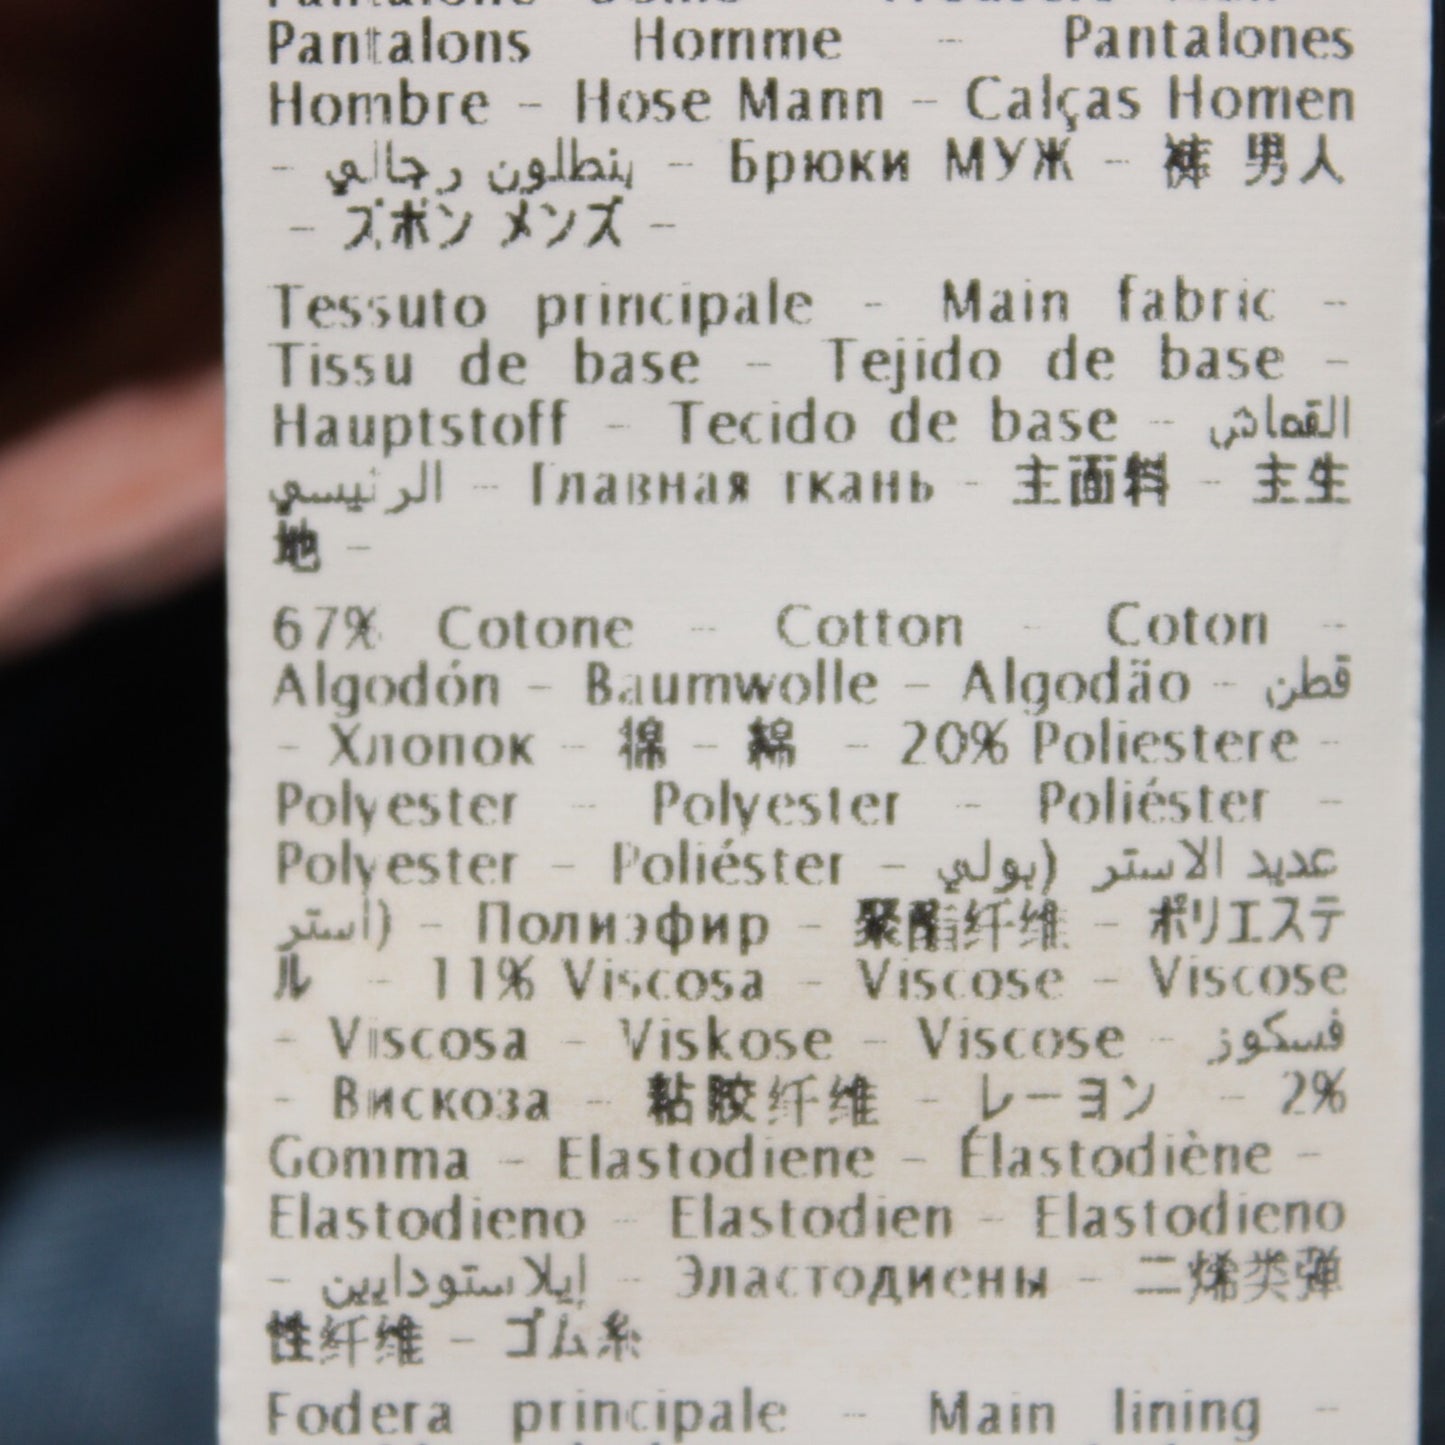 Pantalons Homme - Pantalones
Hombre - Hose Mann - Calças Homen
- بنطلون رجالي - Брюки МУЖ - 裤 男人
- ズボン メンズ -
Tessuto principale - Main fabric -
Tissu de base - Tejido de base -
Hauptstoff - Tecido de base - القماش
الرئيسي - Главная ткань - 主面料 - 主生
地 -
67% Cotone - Cotton - Coton -
Algodón - Baumwolle - Algodäo - قطن
- Хлопок - 棉 - 綿 - 20% Poliestere -
Polyester - Polyester - Poliéster -
Polyester - Poliéster - عديد الاستر (بولي
أستر) - Полиэфир - 聚酯纤维 - ポリエステ
ル - 11% Viscosa - Viscose - Viscose
- Viscosa - Viskose - Viscose - فسكوز
- Вискоза - 粘胶纤维 - レーヨン - 2%
Gomma - Elastodiene - Élastodiène -
Elastodieno - Elastodien - Elastodieno
- إيلاستودايين - Эластодиены - 二烯类弹
性纤维 - ゴム糸
Fodera principale - Main lining -